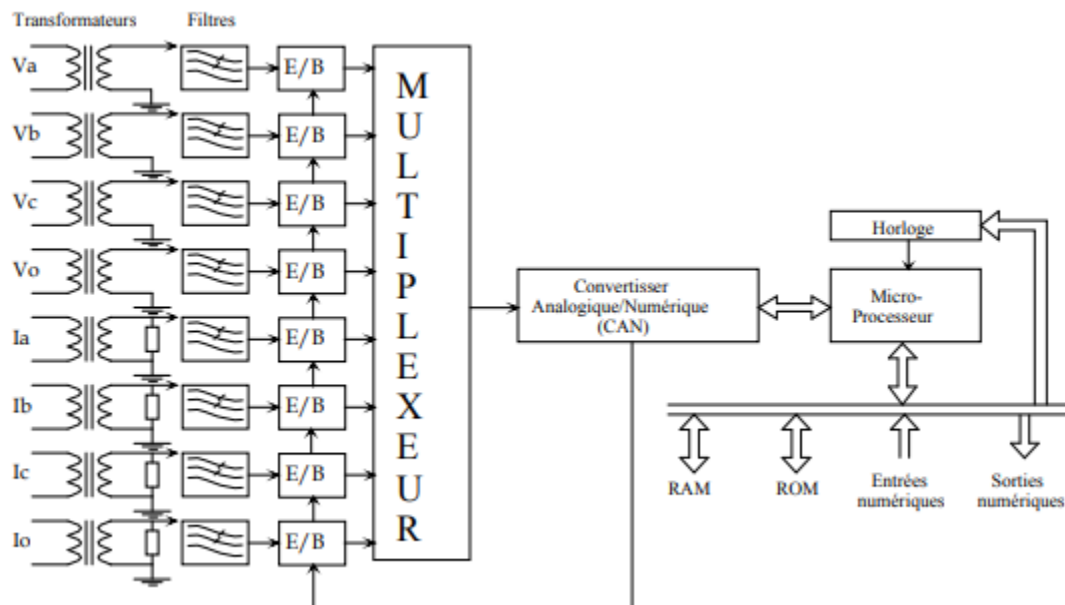 Transformateurs
Filtres
Va
E/B
Vb
E/B
Vc
E/B
Vo
E/B
Ia
E/B
Ib
E/B
Ic
E/B
Io
E/B
MULTIPLEXEUR
Convertisser
Analogique/Numérique
(CAN)
Horloge
Micro-
Processeur
RAM
ROM
Entrées
numériques
Sorties
numériques